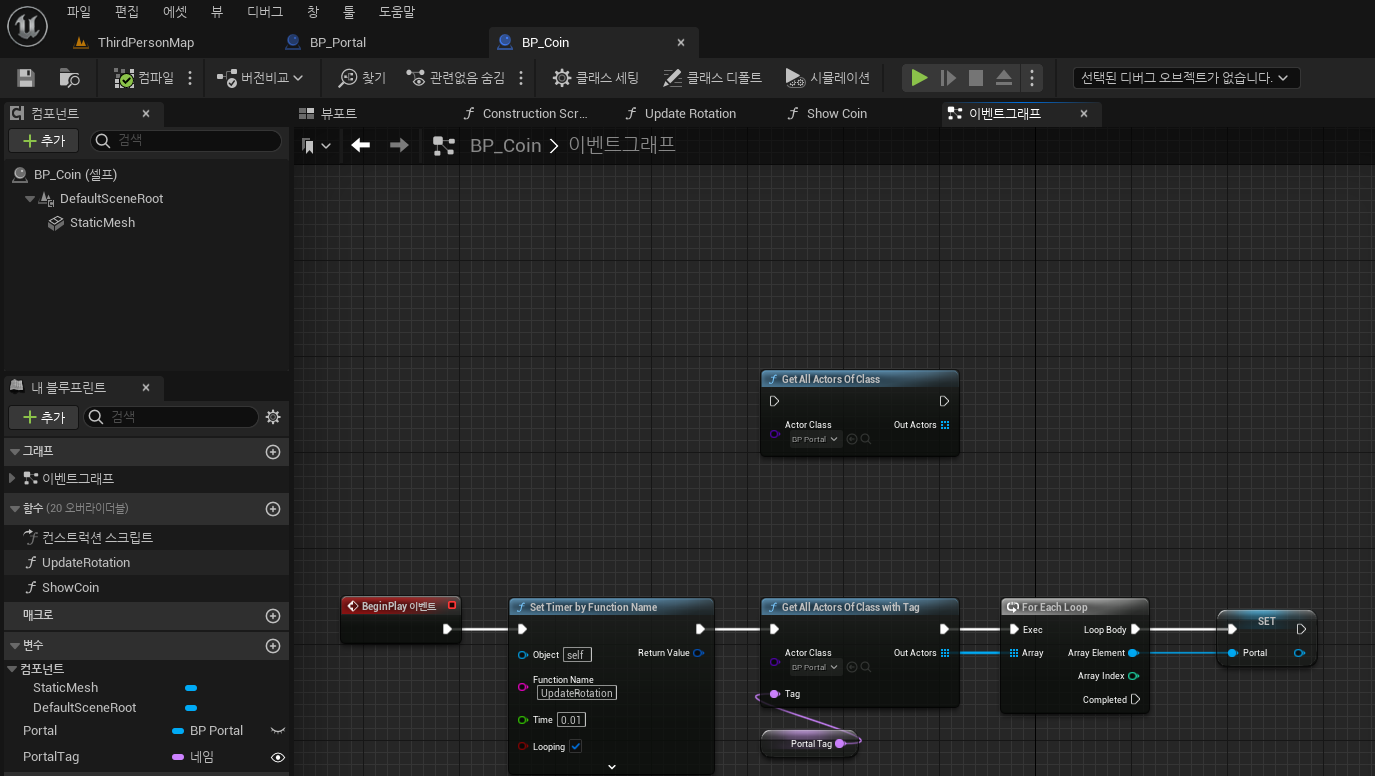 파일 편집 에셋 뷰 디버그 창 툴 도움말
ThirdPersonMap BP_Portal BP_Coin
컴파일 버전비교 찾기 관련없음 숨김 클래스 세팅 클래스 디폴트 시뮬레이션 선택된 디버그 오브젝트가 없습니다.
컴포넌트
추가 검색
BP_Coin (셀프)
DefaultSceneRoot
StaticMesh
내 블루프린트
추가 검색
그래프
이벤트그래프
함수 (20 오버라이더블)
컨스트럭션 스크립트
UpdateRotation
ShowCoin
매크로
변수
컴포넌트
StaticMesh
DefaultSceneRoot
Portal BP Portal
PortalTag 네임
뷰포트 Construction Scr... Update Rotation Show Coin 이벤트그래프
BP_Coin > 이벤트그래프
Get All Actors Of Class
Actor Class Out Actors
BP Portal
BeginPlay 이벤트
Set Timer by Function Name
Object self Return Value
Function Name
UpdateRotation
Time 0.01
Looping
Get All Actors Of Class with Tag
Actor Class Out Actors
BP Portal
Tag
Portal Tag
For Each Loop
Exec Loop Body
Array Array Element
Array Index
Completed
SET
Portal